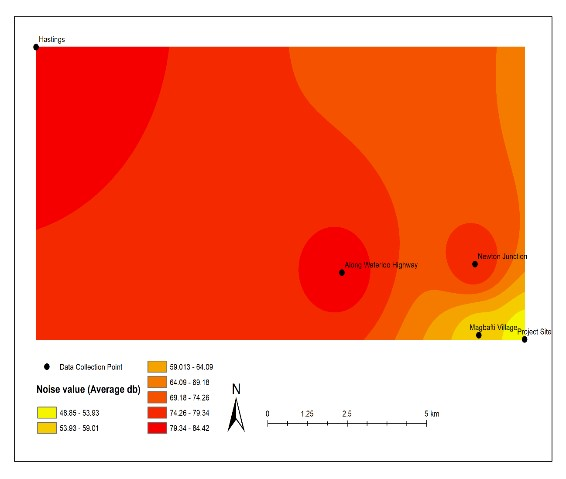 Hastings
Newton Junction
Along Waterloo Highway
Magbafti Village
Project Site
Data Collection Point
Noise value (Average db)
48.85 - 53.93
53.93 - 59.01
59.013 - 64.09
64.09 - 69.18
69.18 - 74.26
74.26 - 79.34
79.34 - 84.42
N
0 1.25 2.5 5 km